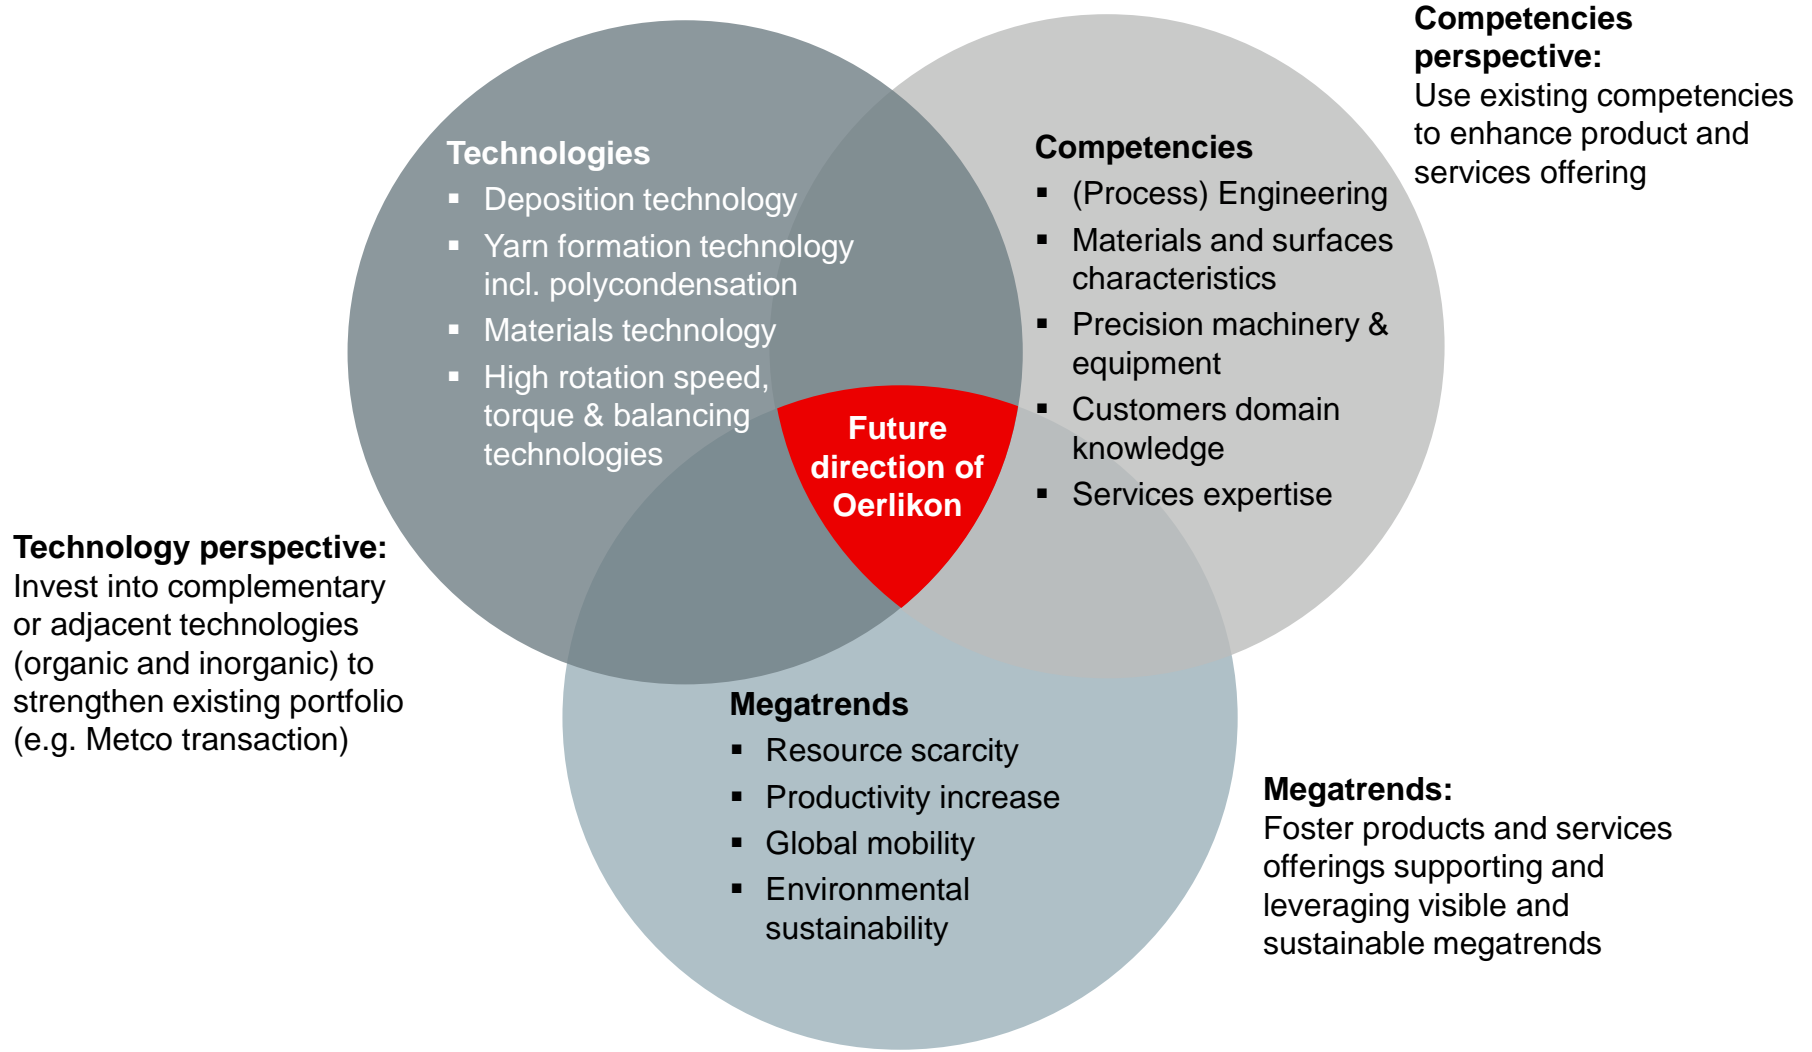 Competencies
perspective:
Use existing competencies
to enhance product and
services offering
Technologies
▪ Deposition technology
▪ Yarn formation technology
incl. polycondensation
▪ Materials technology
▪ High rotation speed,
torque & balancing
technologies
Competencies
▪ (Process) Engineering
▪ Materials and surfaces
characteristics
▪ Precision machinery &
equipment
▪ Customers domain
knowledge
▪ Services expertise
Future
direction of
Oerlikon
Technology perspective:
Invest into complementary
or adjacent technologies
(organic and inorganic) to
strengthen existing portfolio
(e.g. Metco transaction)
Megatrends
▪ Resource scarcity
▪ Productivity increase
▪ Global mobility
▪ Environmental
sustainability
Megatrends:
Foster products and services
offerings supporting and
leveraging visible and
sustainable megatrends